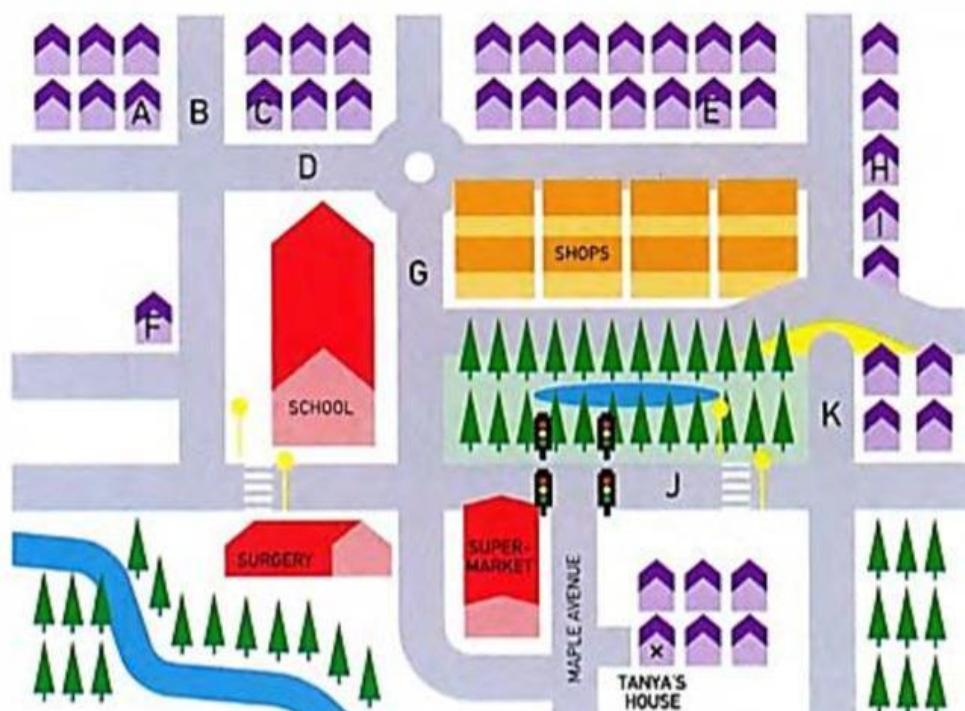 A
B
C
E
D
H
I
SHOPS
G
F
SCHOOL
K
J
SURGERY
SUPER-
MARKET
MAPLE AVENUE
x
TANYA'S
HOUSE